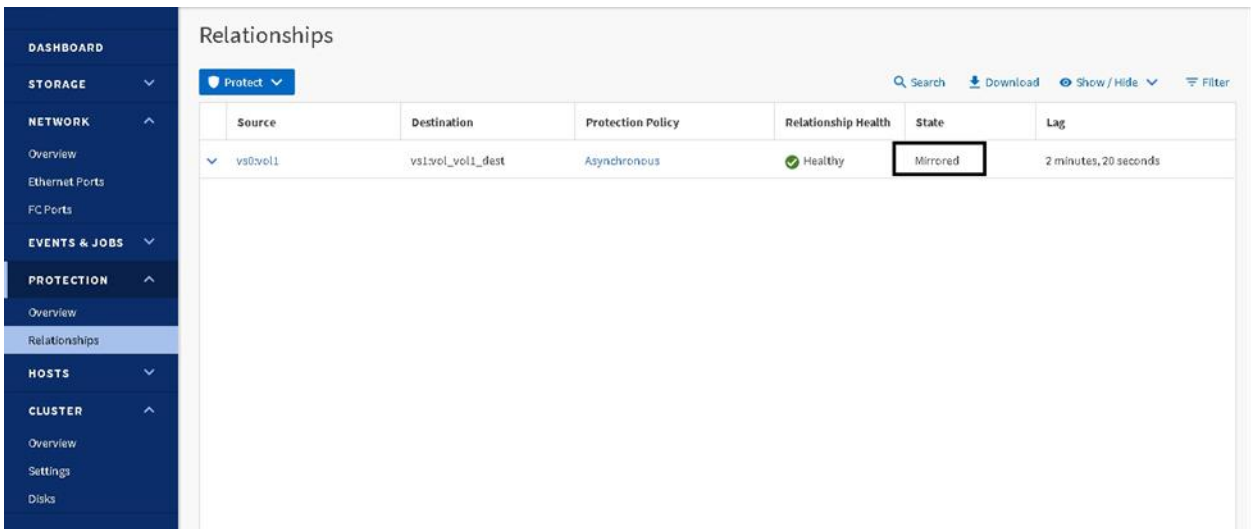 Relationships
DASHBOARD
STORAGE
NETWORK
Overview
Ethernet Ports
FC Ports
EVENTS & JOBS
PROTECTION
Overview
Relationships
HOSTS
CLUSTER
Overview
Settings
Disks
Protect
Search Download Show / Hide Filter
Source Destination Protection Policy Relationship Health State Lag
vs0:vol1 vs1:vol_vol1_dest Asynchronous Healthy Mirrored 2 minutes, 20 seconds